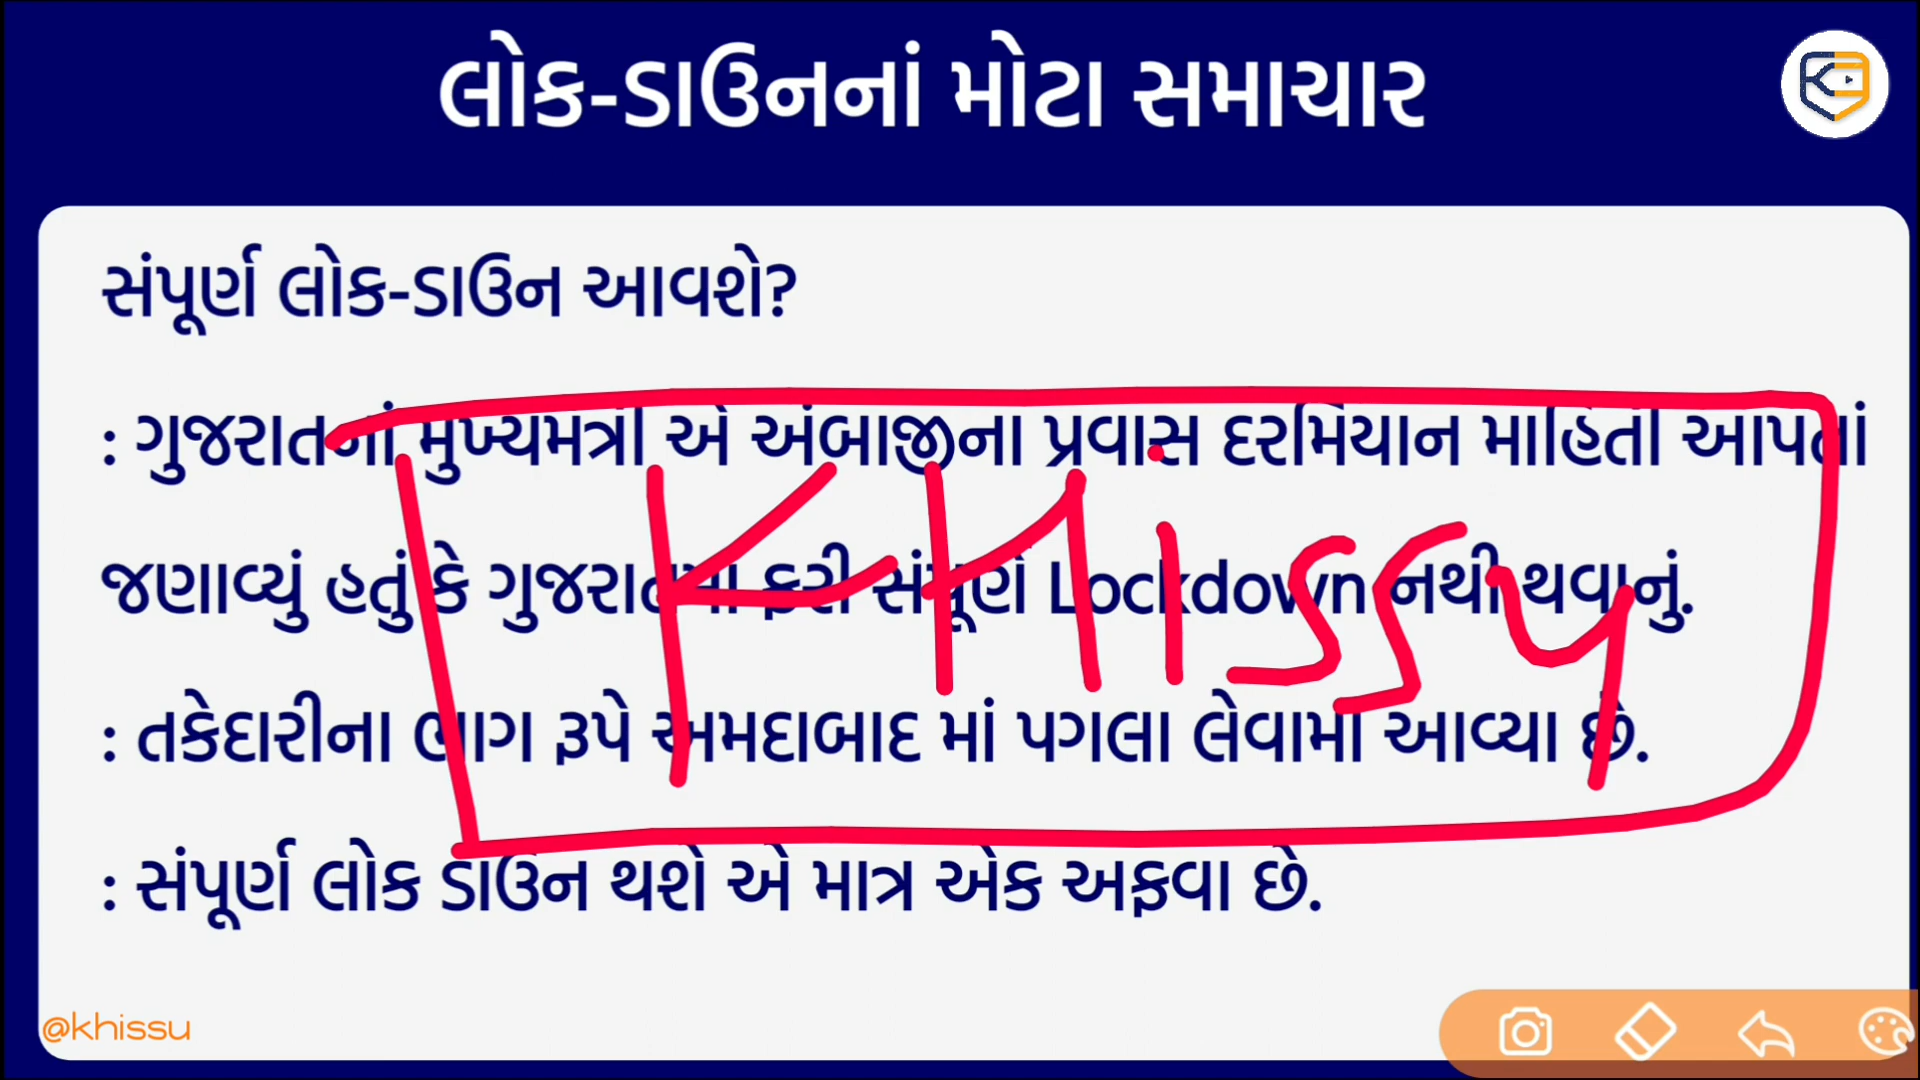 લોક-ડાઉનનાં મોટા સમાચાર
સંપૂર્ણ લોક-ડાઉન આવશે?
: ગુજરાતનાં મુખ્યમંત્રી એ અંબાજીના પ્રવાસ દરમિયાન માહિતી આપતાં
જણાવ્યું હતું કે ગુજરાતમાં ફરી સંપૂર્ણ Lockdown નથી થવાનું.
: તકેદારીના ભાગ રૂપે અમદાબાદ માં પગલા લેવામાં આવ્યા છે.
: સંપૂર્ણ લોક ડાઉન થશે એ માત્ર એક અફવા છે.
KHissy
@khissu